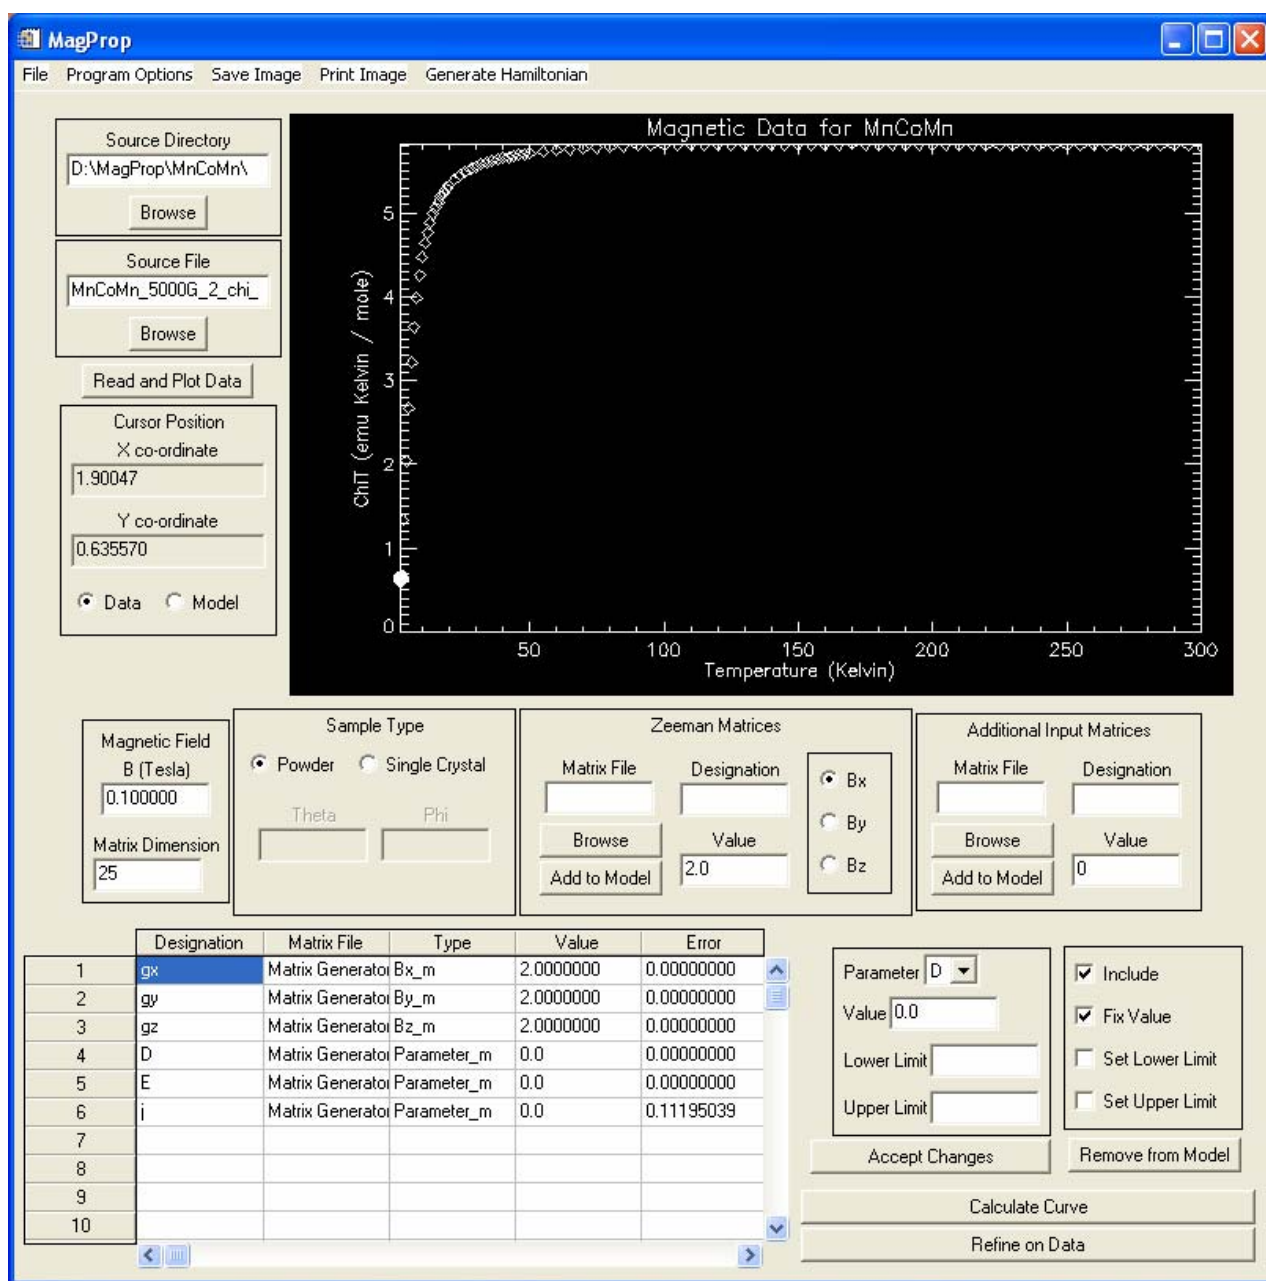 MagProp
File Program Options Save Image Print Image Generate Hamiltonian
Source Directory
D:\MagProp\MnCoMn\
Browse
Source File
MnCoMn_5000G_2_chi_
Browse
Read and Plot Data
Cursor Position
X co-ordinate
1.90047
Y co-ordinate
0.635570
Data Model
Magnetic Data for MnCoMn
ChiT (emu Kelvin / mole)
5
4
3
2
1
0
50 100 150 200 250 300
Temperature (Kelvin)
Magnetic Field
B (Tesla)
0.100000
Matrix Dimension
25
Sample Type
Powder Single Crystal
Theta Phi
Zeeman Matrices
Matrix File Designation
Browse Value
Add to Model 2.0
Bx
By
Bz
Additional Input Matrices
Matrix File Designation
Browse Value
Add to Model 0
Designation Matrix File Type Value Error
1 gx Matrix Generator Bx_m 2.0000000 0.00000000
2 gy Matrix Generator By_m 2.0000000 0.00000000
3 gz Matrix Generator Bz_m 2.0000000 0.00000000
4 D Matrix Generator Parameter_m 0.0 0.00000000
5 E Matrix Generator Parameter_m 0.0 0.00000000
6 j Matrix Generator Parameter_m 0.0 0.11195039
7
8
9
10
Parameter D
Value 0.0
Lower Limit
Upper Limit
Accept Changes
Include
Fix Value
Set Lower Limit
Set Upper Limit
Remove from Model
Calculate Curve
Refine on Data